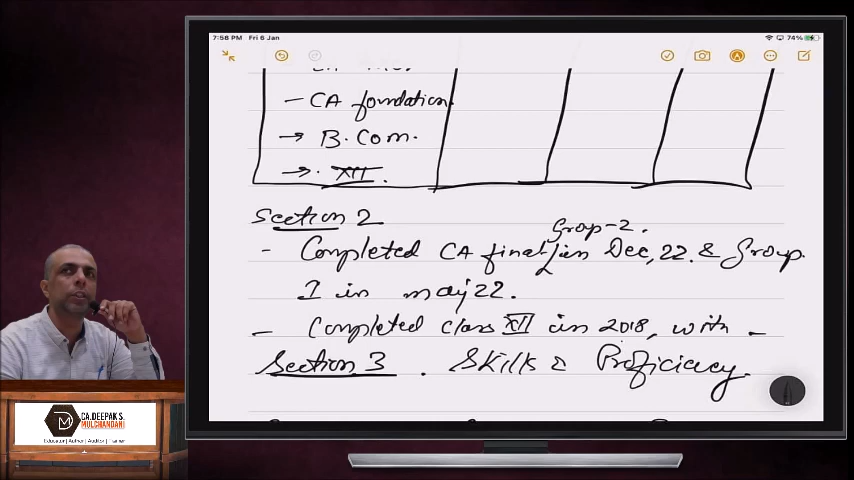 7:58 PM Fri 6 Jan
74%
- CA foundation.
→ B.Com.
→ XII.
Section 2
Group-2.
- Completed CA final in Dec, 22. & Group
I in may 22.
- Completed class XII in 2018, with -
Section 3. Skills & Proficiecy.
DM
CA.DEEPAK S.
MULCHANDANI
Educator | Author | Auditor | Trainer